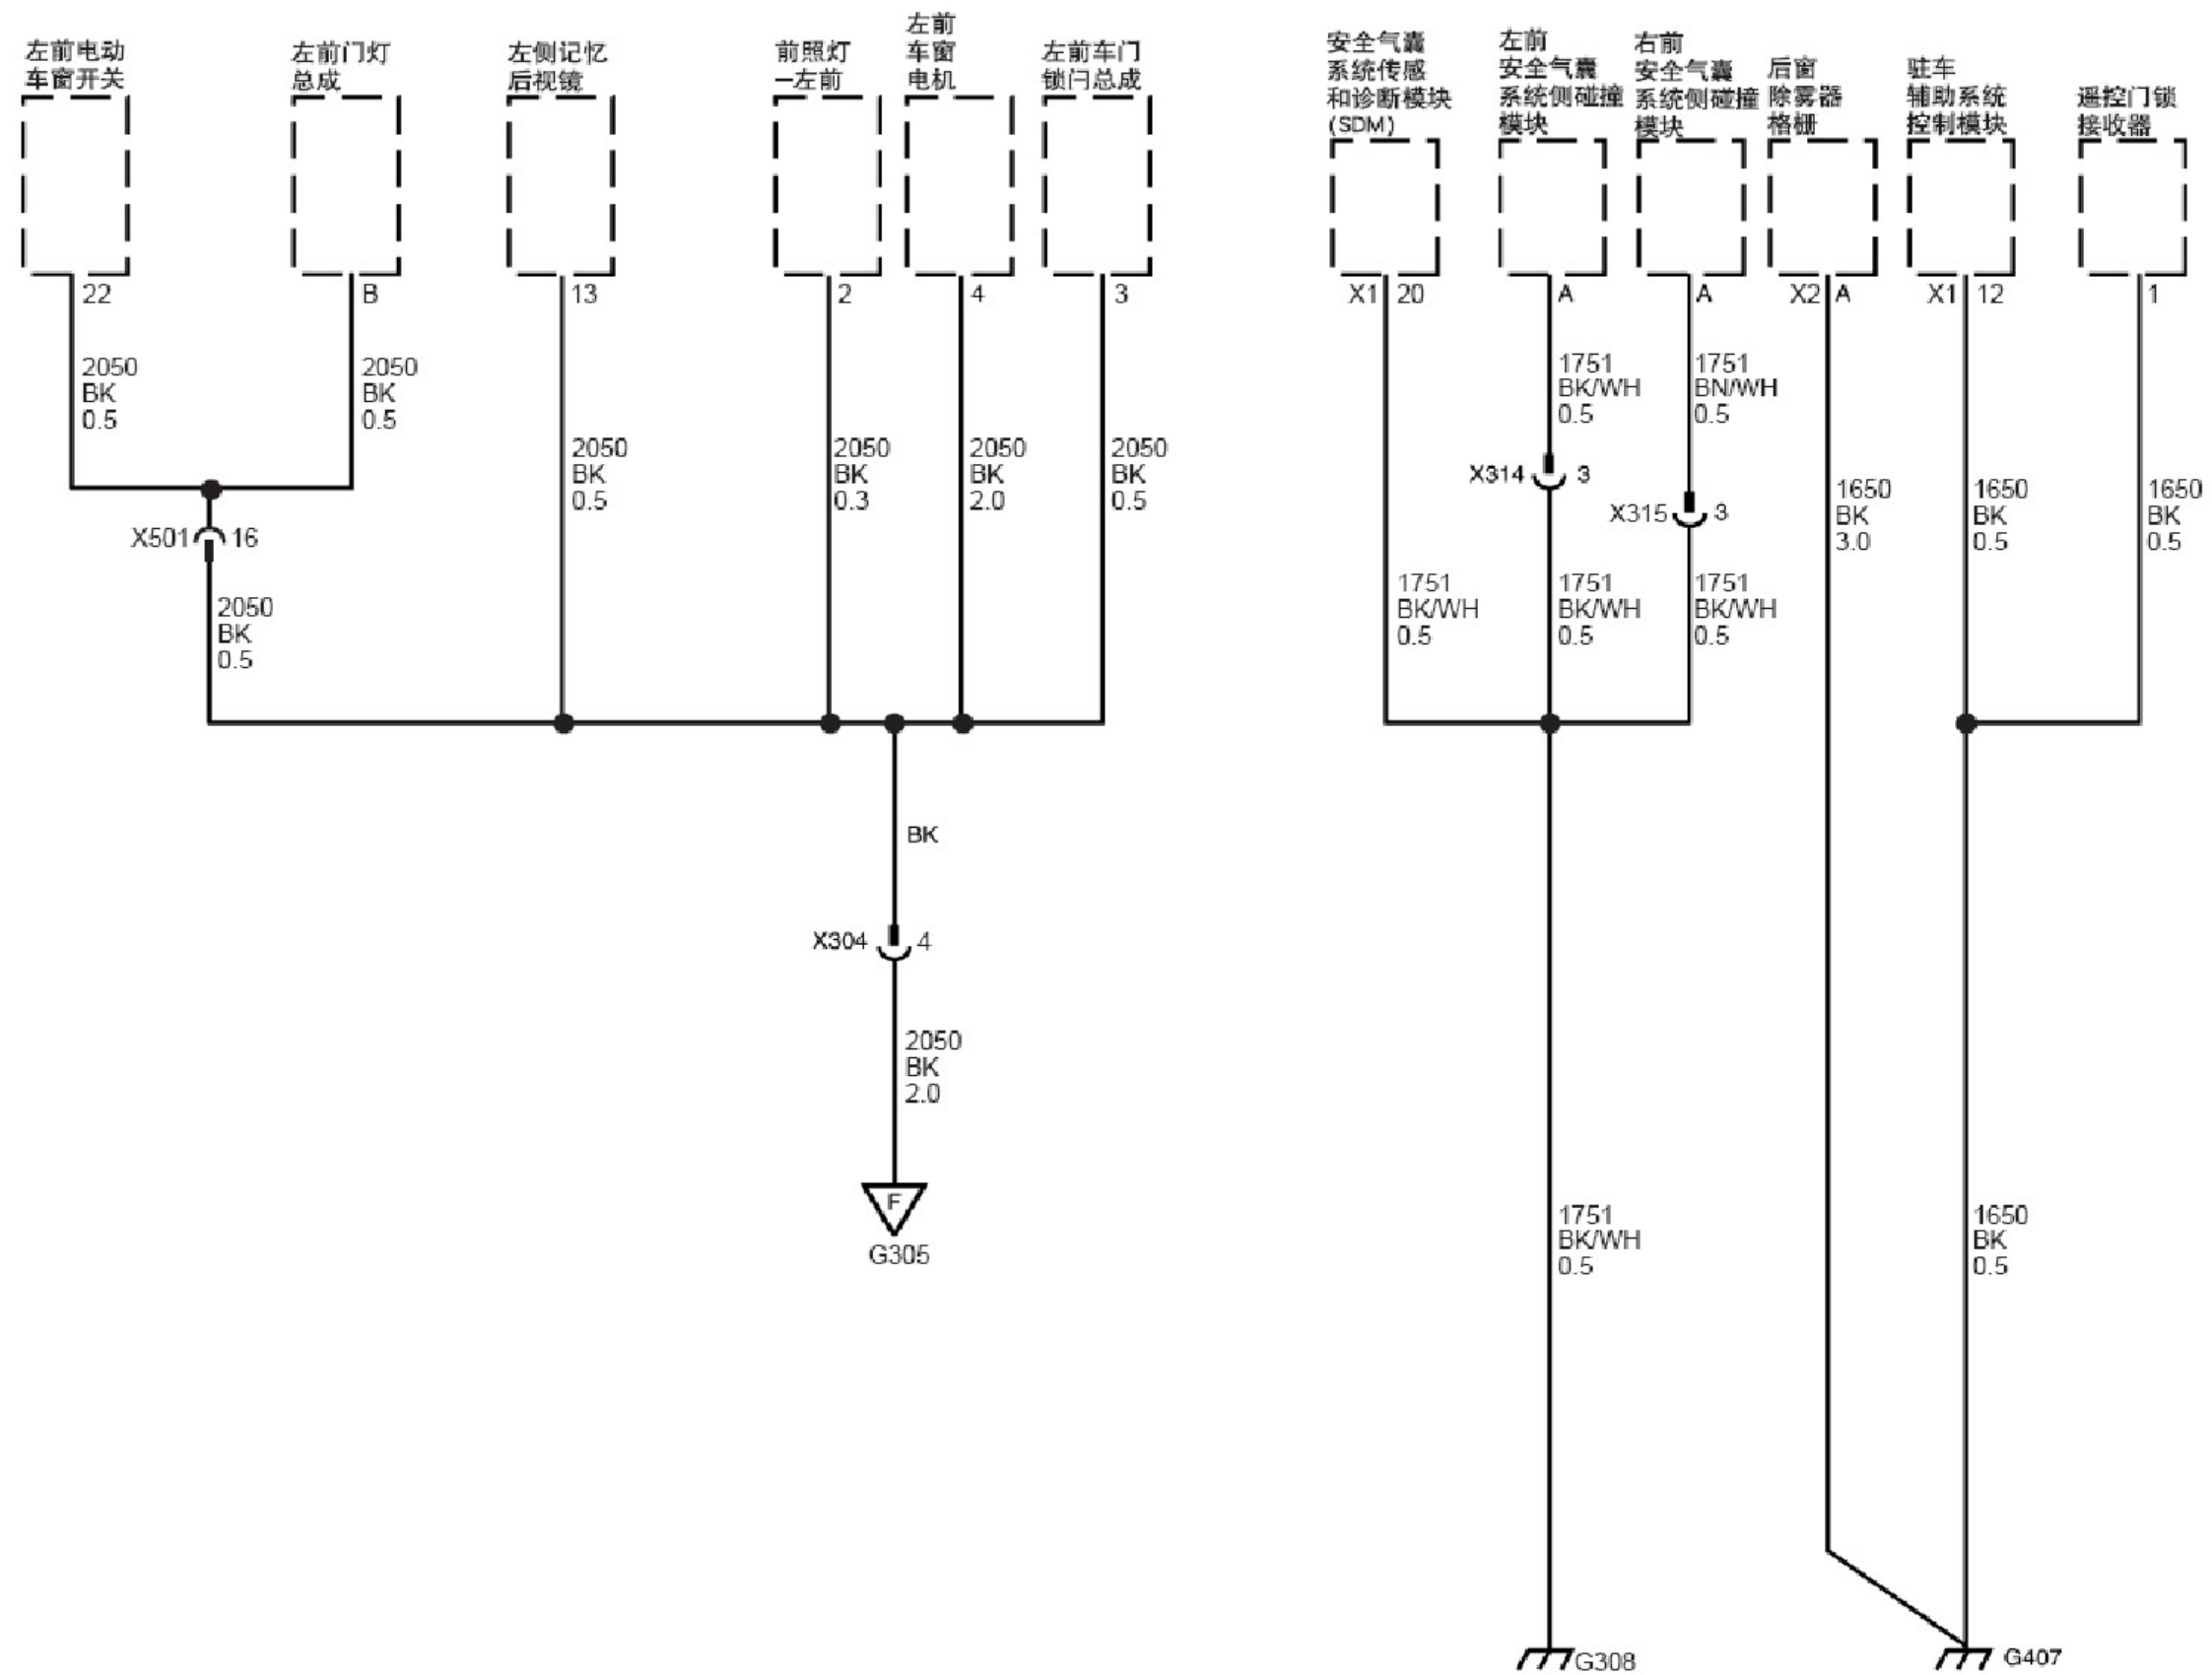 左前电动
车窗开关
左前门灯
总成
左侧记忆
后视镜
前照灯
–左前
左前
车窗
电机
左前车门
锁闩总成
安全气囊
系统传感
和诊断模块
(SDM)
左前
安全气囊
系统侧碰撞
模块
右前
安全气囊
系统侧碰撞
模块
后窗
除雾器
格栅
驻车
辅助系统
控制模块
遥控门锁
接收器
22
B
13
2
4
3
X1 20
A
A
X2 A
X1 12
1
2050
BK
0.5
2050
BK
0.5
2050
BK
0.5
2050
BK
0.3
2050
BK
2.0
2050
BK
0.5
1751
BK/WH
0.5
1751
BN/WH
0.5
X314 3
X315 3
1650
BK
3.0
1650
BK
0.5
1650
BK
0.5
X501 16
2050
BK
0.5
1751
BK/WH
0.5
1751
BK/WH
0.5
1751
BK/WH
0.5
BK
X304 4
2050
BK
2.0
F
G305
1751
BK/WH
0.5
1650
BK
0.5
G308
G407